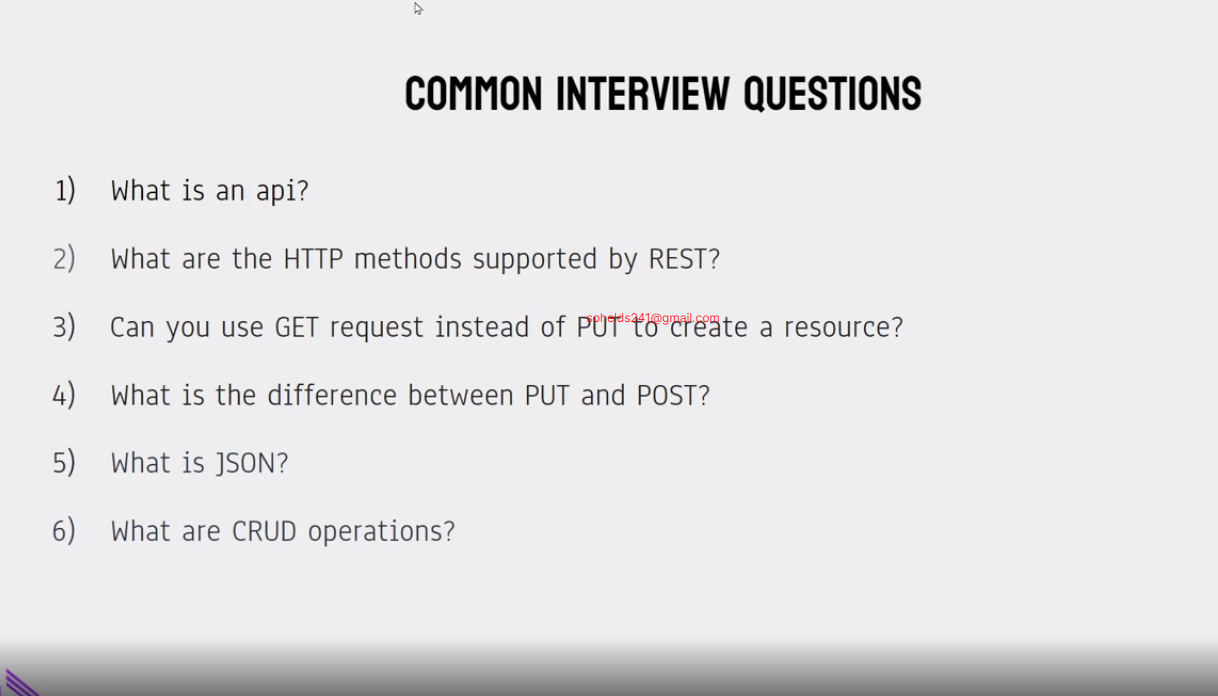 COMMON INTERVIEW QUESTIONS
1) What is an api?
2) What are the HTTP methods supported by REST?
3) Can you use GET request instead of PUT to create a resource?
spheids241@gmail.com
4) What is the difference between PUT and POST?
5) What is JSON?
6) What are CRUD operations?